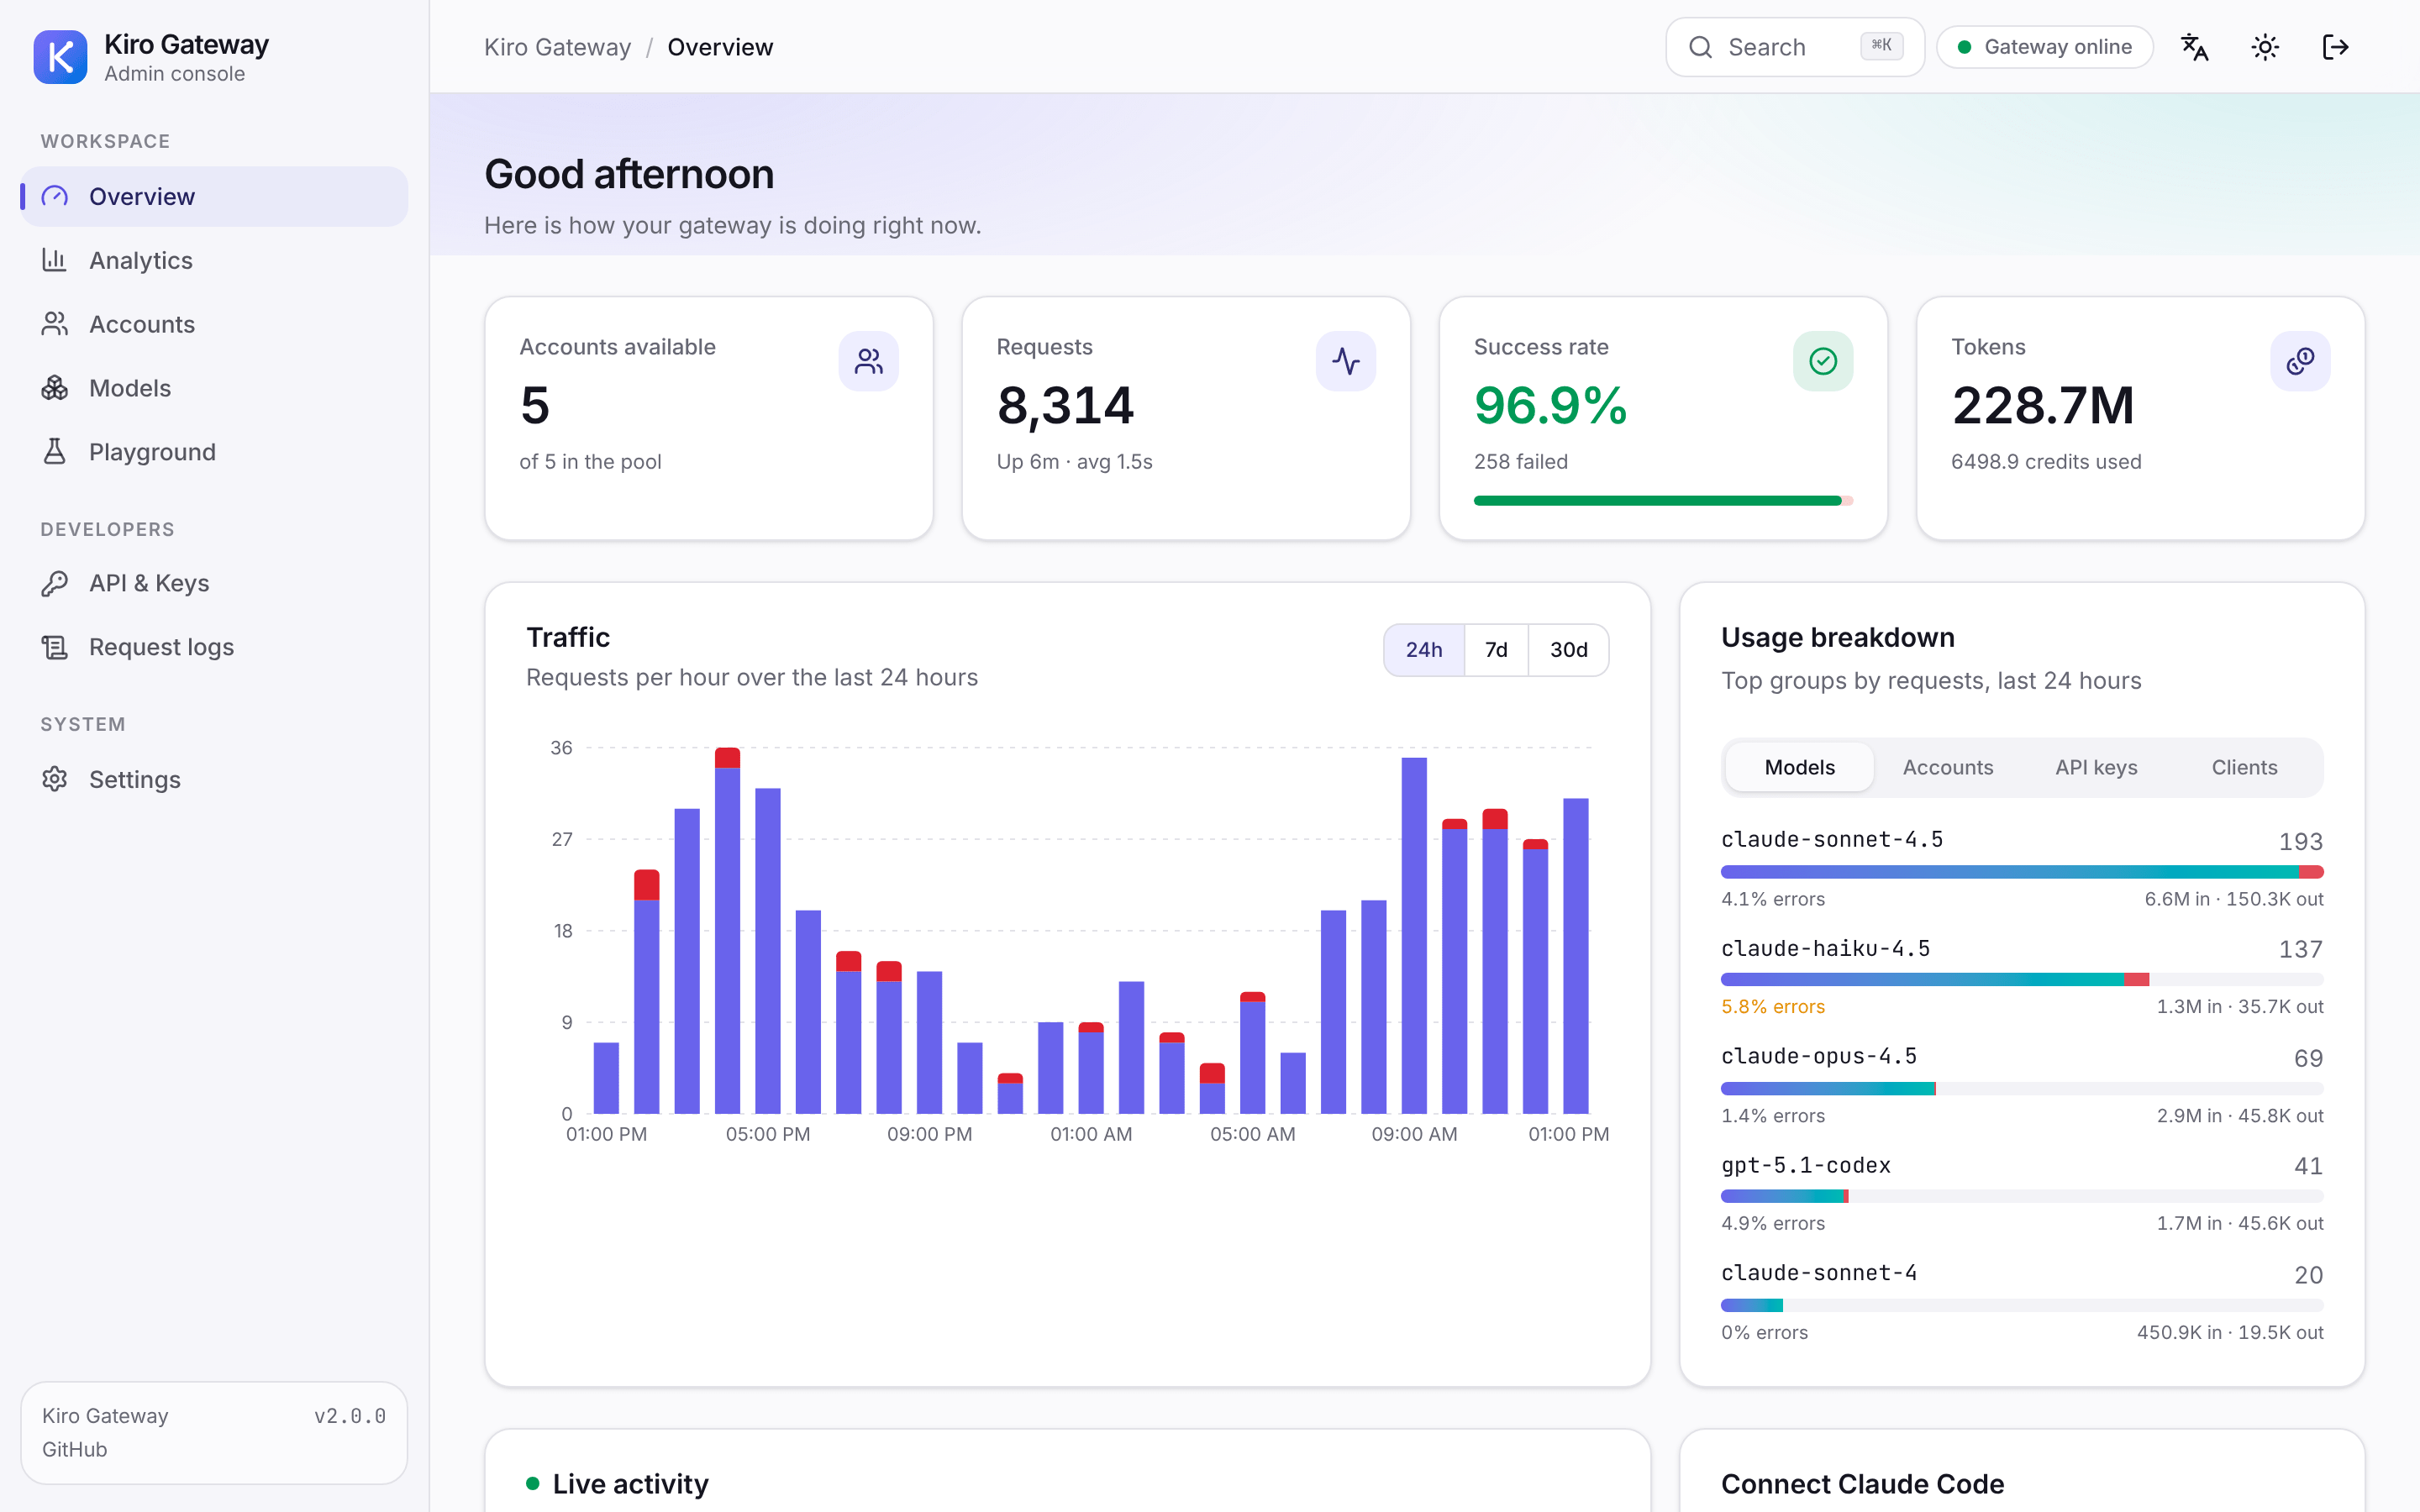 Kiro Gateway
Admin console
WORKSPACE
Overview
Analytics
Accounts
Models
Playground
DEVELOPERS
API & Keys
Request logs
SYSTEM
Settings
Kiro Gateway v2.0.0
GitHub
Kiro Gateway / Overview
Search ⌘K
Gateway online
Good afternoon
Here is how your gateway is doing right now.
Accounts available
5
of 5 in the pool
Requests
8,314
Up 6m · avg 1.5s
Success rate
96.9%
258 failed
Tokens
228.7M
6498.9 credits used
Traffic
Requests per hour over the last 24 hours
24h 7d 30d
36
27
18
9
0
01:00 PM 05:00 PM 09:00 PM 01:00 AM 05:00 AM 09:00 AM 01:00 PM
Usage breakdown
Top groups by requests, last 24 hours
Models Accounts API keys Clients
claude-sonnet-4.5 193
4.1% errors 6.6M in · 150.3K out
claude-haiku-4.5 137
5.8% errors 1.3M in · 35.7K out
claude-opus-4.5 69
1.4% errors 2.9M in · 45.8K out
gpt-5.1-codex 41
4.9% errors 1.7M in · 45.6K out
claude-sonnet-4 20
0% errors 450.9K in · 19.5K out
Live activity
Connect Claude Code